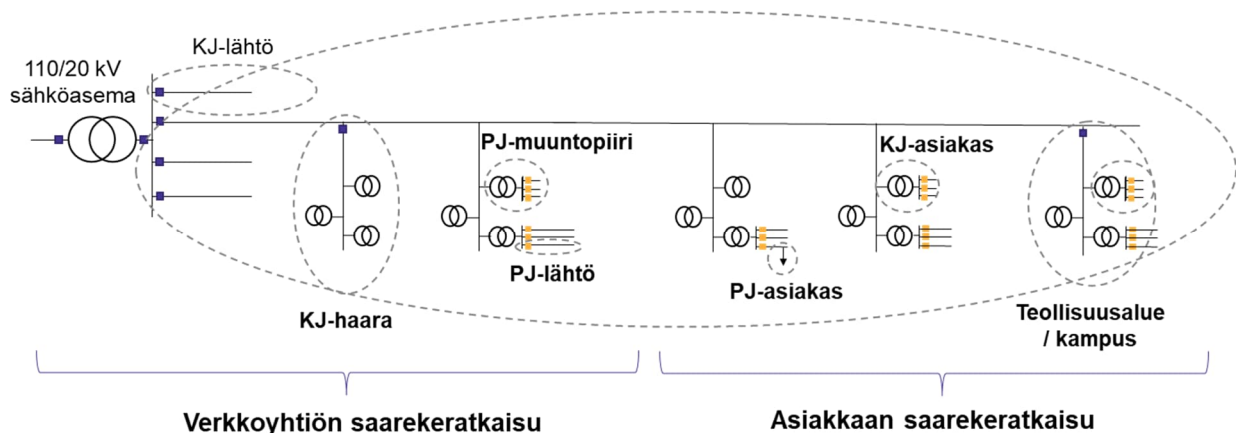 KJ-lähtö
110/20 kV
sähköasema
PJ-muuntopiiri
KJ-asiakas
PJ-lähtö
PJ-asiakas
KJ-haara
Teollisuusalue
/ kampus
Verkkoyhtiön saarekeratkaisu
Asiakkaan saarekeratkaisu